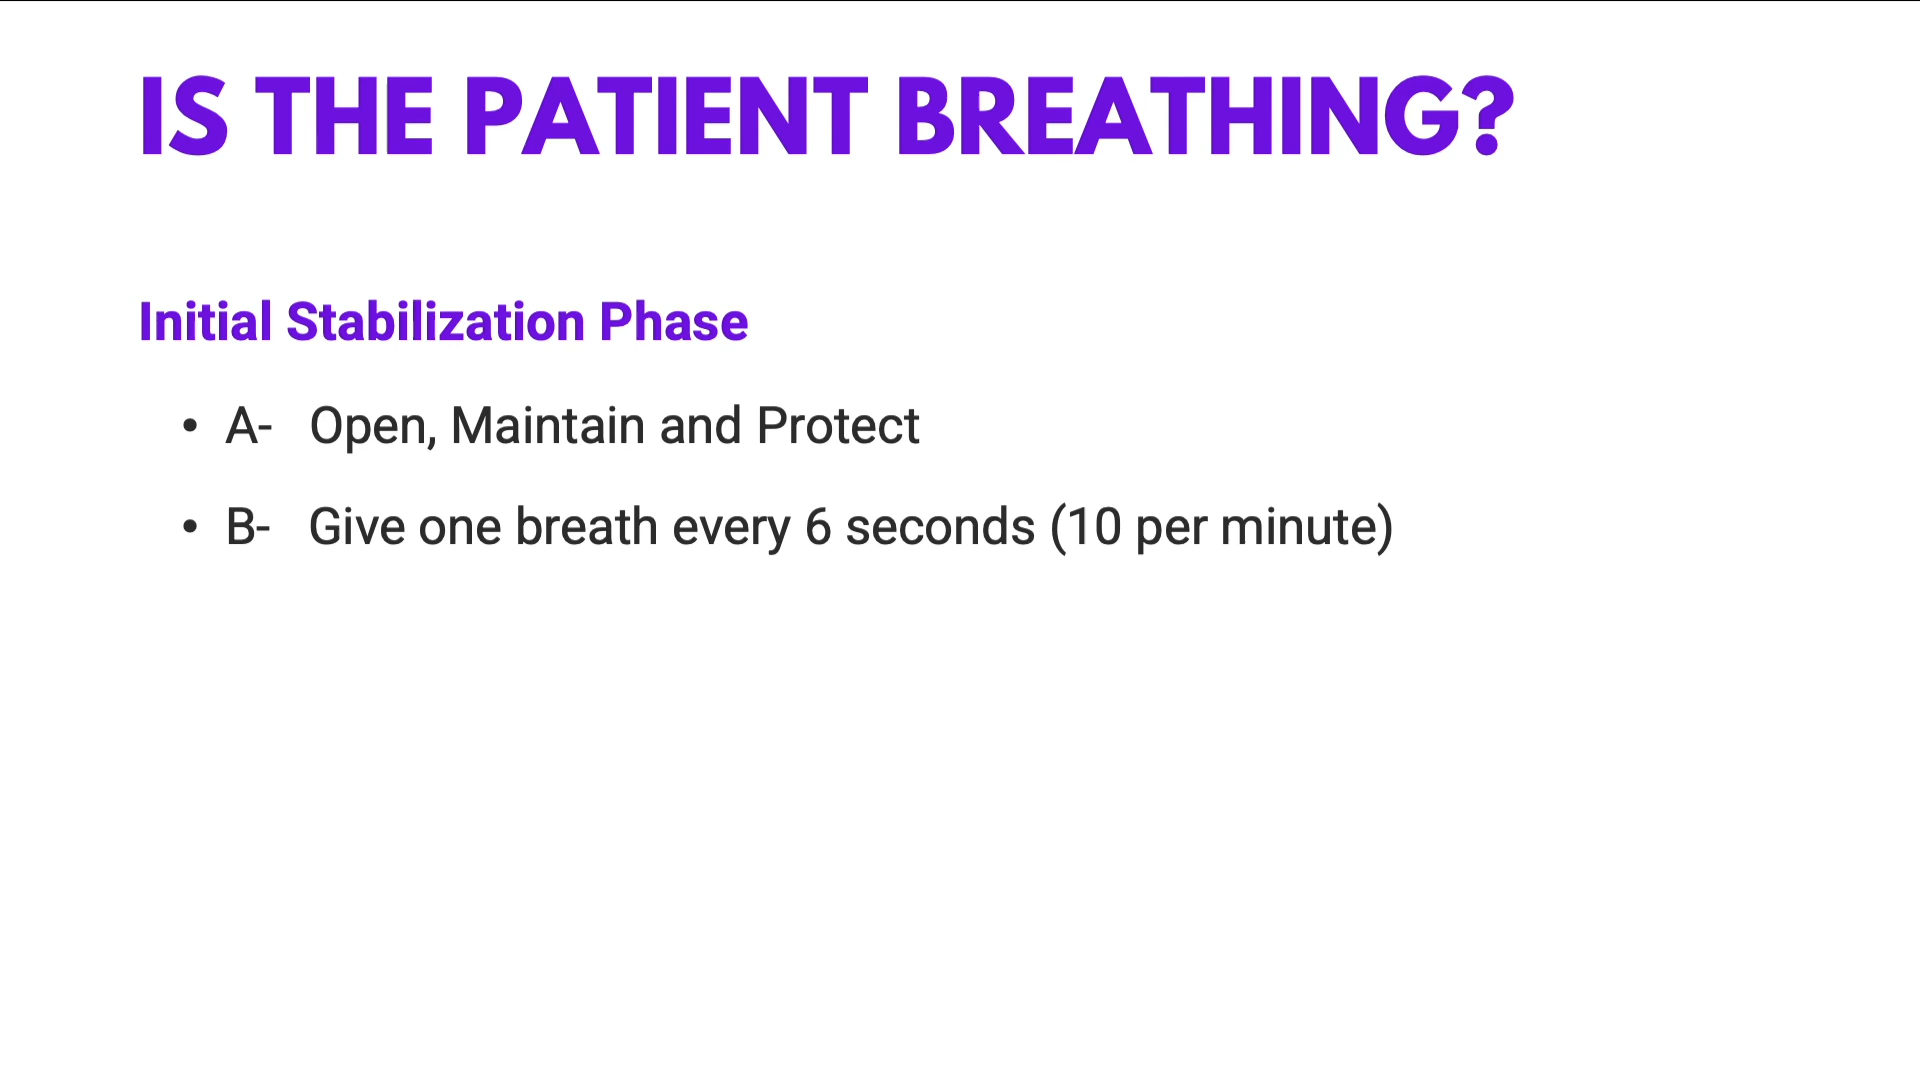 IS THE PATIENT BREATHING?
Initial Stabilization Phase
• A- Open, Maintain and Protect
• B- Give one breath every 6 seconds (10 per minute)